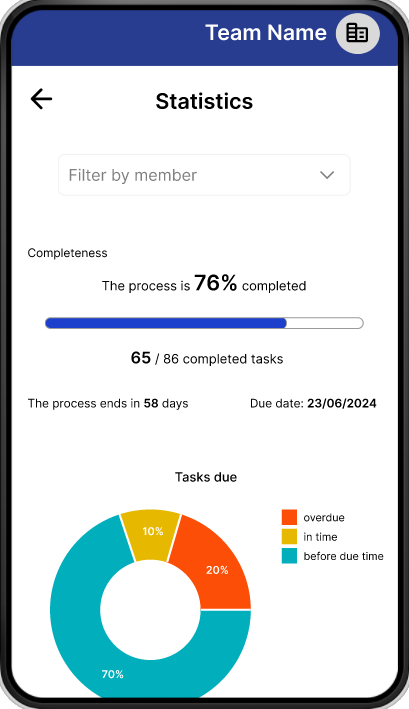 Team Name
Statistics
Filter by member
Completeness
The process is 76% completed
65 / 86 completed tasks
The process ends in 58 days
Due date: 23/06/2024
Tasks due
overdue
in time
before due time
10%
20%
70%